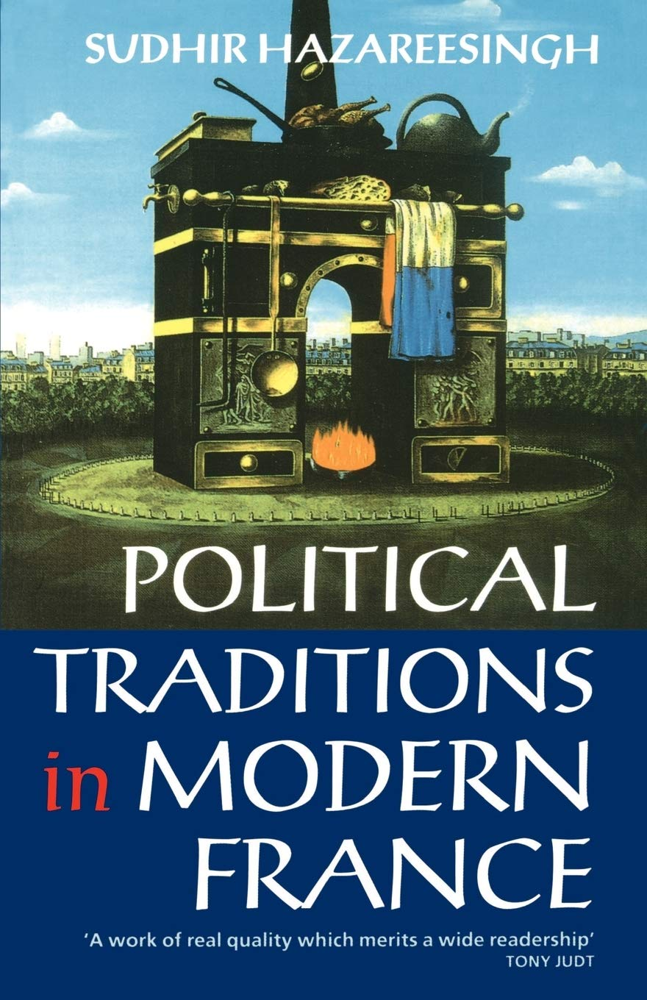 SUDHIR HAZAREESINGH
POLITICAL
TRADITIONS
in MODERN
FRANCE
‘A work of real quality which merits a wide readership’
TONY JUDT